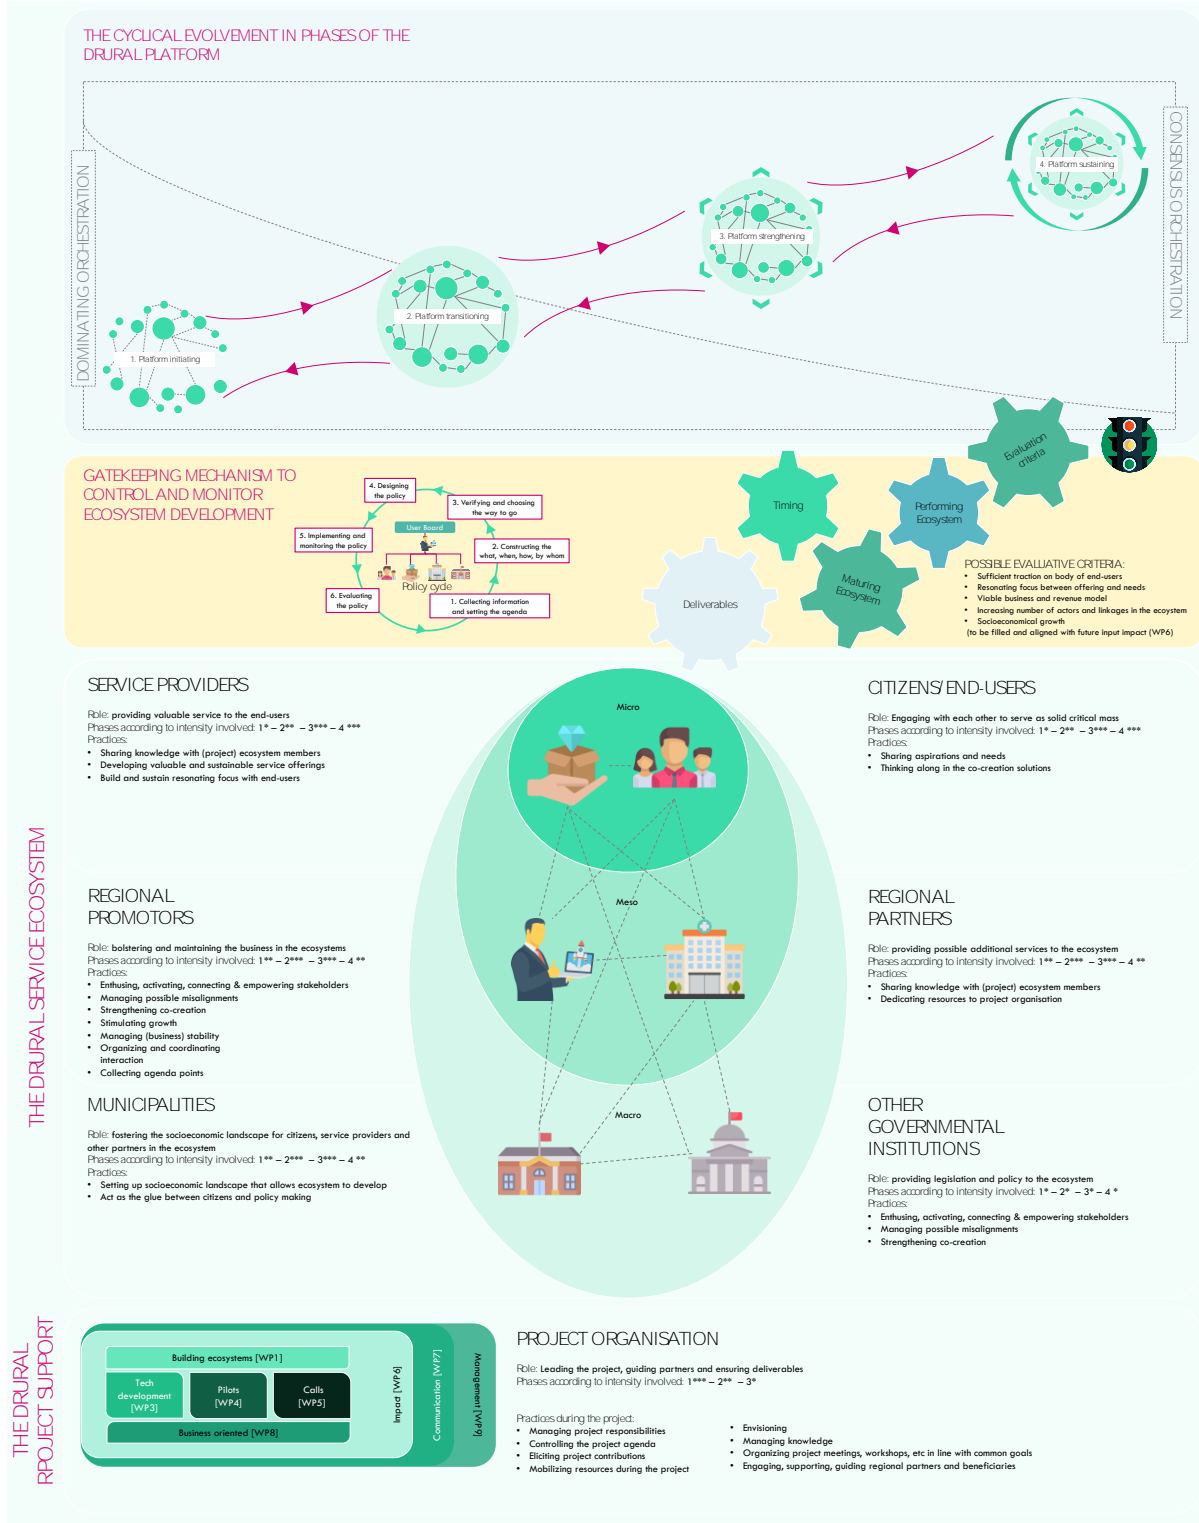 THE CYCLICAL EVOLVEMENT IN PHASES OF THE
DRURAL PLATFORM
DOMINATING ORCHESTRATION
CONSENSUS ORCHESTRATION
1. Platform initiating
2. Platform transitioning
3. Platform strengthening
4. Platform sustaining
GATEKEEPING MECHANISM TO
CONTROL AND MONITOR
ECOSYSTEM DEVELOPMENT
4. Designing
the policy
3. Verifying and choosing
the way to go
5. Implementing and
monitoring the policy
User Board
2. Constructing the
what, when, how, by whom
Policy cycle
6. Evaluating
the policy
1. Collecting information
and setting the agenda
Deliverables
Timing
Maturing
Ecosystem
Performing
Ecosystem
Evaluation
criteria
POSSIBLE EVALUATIVE CRITERIA:
• Sufficient traction on body of end-users
• Resonating focus between offering and needs
• Viable business and revenue model
• Increasing number of actors and linkages in the ecoystem
• Socioeconomical growth
(to be filled and aligned with future input impact (WP6)
THE DRURAL SERVICE ECOSYSTEM
SERVICE PROVIDERS
Role: providing valuable service to the end-users
Phases according to intensity involved: 1* – 2** – 3*** – 4 ***
Practices:
• Sharing knowledge with (project) ecosystem members
• Developing valuable and sustainable service offerings
• Build and sustain resonating focus with end-users
CITIZENS/END-USERS
Role: Engaging with each other to serve as solid critical mass
Phases according to intensity involved: 1* – 2** – 3*** – 4 ***
Practices:
• Sharing aspirations and needs
• Thinking along in the co-creation solutions
Micro
Meso
Macro
REGIONAL
PROMOTORS
Role: bolstering and maintaining the business in the ecosystems
Phases according to intensity involved: 1** – 2*** – 3*** – 4 **
Practices:
• Enthusing, activating, connecting & empowering stakeholders
• Managing possible misalignments
• Strengthening co-creation
• Stimulating growth
• Managing (business) stability
• Organizing and coordinating
interaction
• Collecting agenda points
REGIONAL
PARTNERS
Role: providing possible additional services to the ecosystem
Phases according to intensity involved: 1** – 2*** – 3*** – 4 **
Practices:
• Sharing knowledge with (project) ecosystem members
• Dedicating resources to project organisation
MUNICIPALITIES
Role: fostering the socioeconomic landscape for citizens, service providers and
other partners in the ecosystem
Phases according to intensity involved: 1** – 2*** – 3*** – 4 **
Practices:
• Setting up socioeconomic landscape that allows ecosystem to develop
• Act as the glue between citizens and policy making
OTHER
GOVERNMENTAL
INSTITUTIONS
Role: providing legislation and policy to the ecosystem
Phases according to intensity involved: 1* – 2* – 3* – 4 *
Practices:
• Enthusing, activating, connecting & empowering stakeholders
• Managing possible misalignments
• Strengthening co-creation
THE DRURAL
RPOJECT SUPPORT
Building ecosystems [WP1]
Tech
development
[WP3]
Pilots
[WP4]
Calls
[WP5]
Business oriented [WP8]
Impact [WP6]
Communication [WP7]
Management [WP9]
PROJECT ORGANISATION
Role: Leading the project, guiding partners and ensuring deliverables
Phases according to intensity involved: 1*** – 2** – 3*
Practices during the project:
• Managing project responsibilities
• Controlling the project agenda
• Eliciting project contributions
• Mobilizing resources during the project
• Envisioning
• Managing knowledge
• Organizing project meetings, workshops, etc in line with common goals
• Engaging, supporting, guiding regional partners and beneficiaries